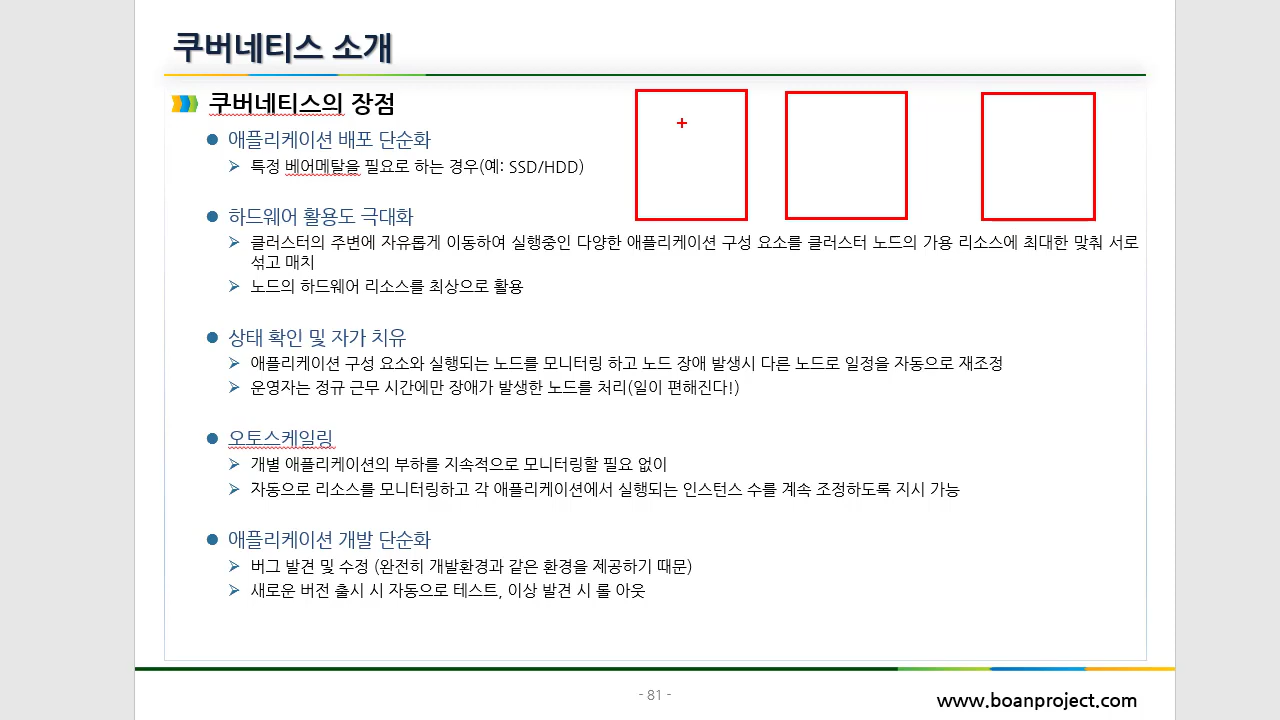 쿠버네티스 소개
쿠버네티스의 장점
애플리케이션 배포 단순화
특정 베어메탈을 필요로 하는 경우(예: SSD/HDD)
하드웨어 활용도 극대화
클러스터의 주변에 자유롭게 이동하여 실행중인 다양한 애플리케이션 구성 요소를 클러스터 노드의 가용 리소스에 최대한 맞춰 서로
섞고 매치
노드의 하드웨어 리소스를 최상으로 활용
상태 확인 및 자가 치유
애플리케이션 구성 요소와 실행되는 노드를 모니터링 하고 노드 장애 발생시 다른 노드로 일정을 자동으로 재조정
운영자는 정규 근무 시간에만 장애가 발생한 노드를 처리(일이 편해진다!)
오토스케일링
개별 애플리케이션의 부하를 지속적으로 모니터링할 필요 없이
자동으로 리소스를 모니터링하고 각 애플리케이션에서 실행되는 인스턴스 수를 계속 조정하도록 지시 가능
애플리케이션 개발 단순화
버그 발견 및 수정 (완전히 개발환경과 같은 환경을 제공하기 때문)
새로운 버전 출시 시 자동으로 테스트, 이상 발견 시 롤 아웃
- 81 -
www.boanproject.com